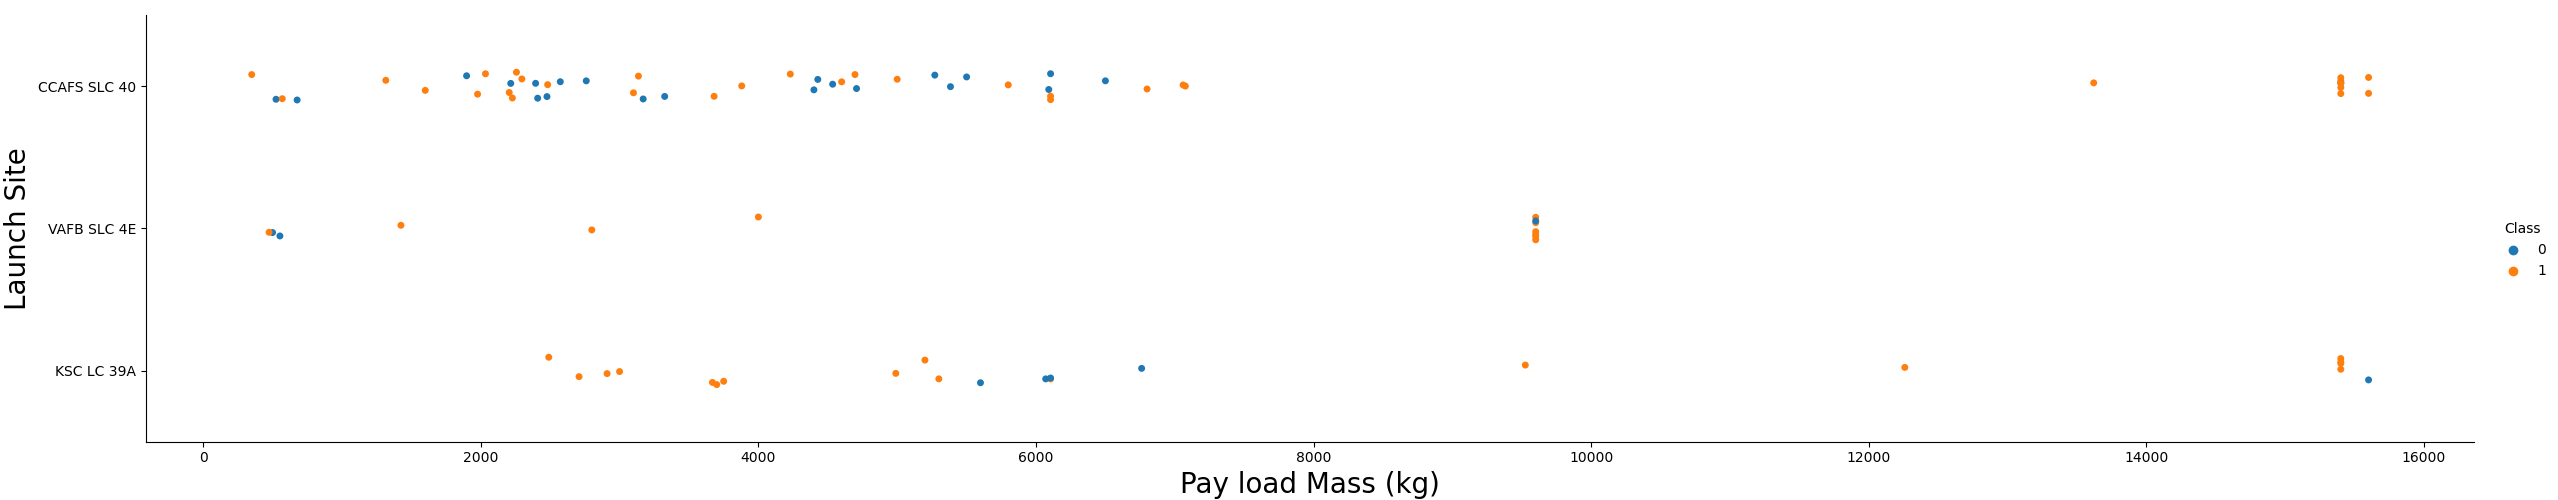 Launch Site
CCAFS SLC 40
VAFB SLC 4E
KSC LC 39A
0 2000 4000 6000 8000 10000 12000 14000 16000
Pay load Mass (kg)
Class
0
1